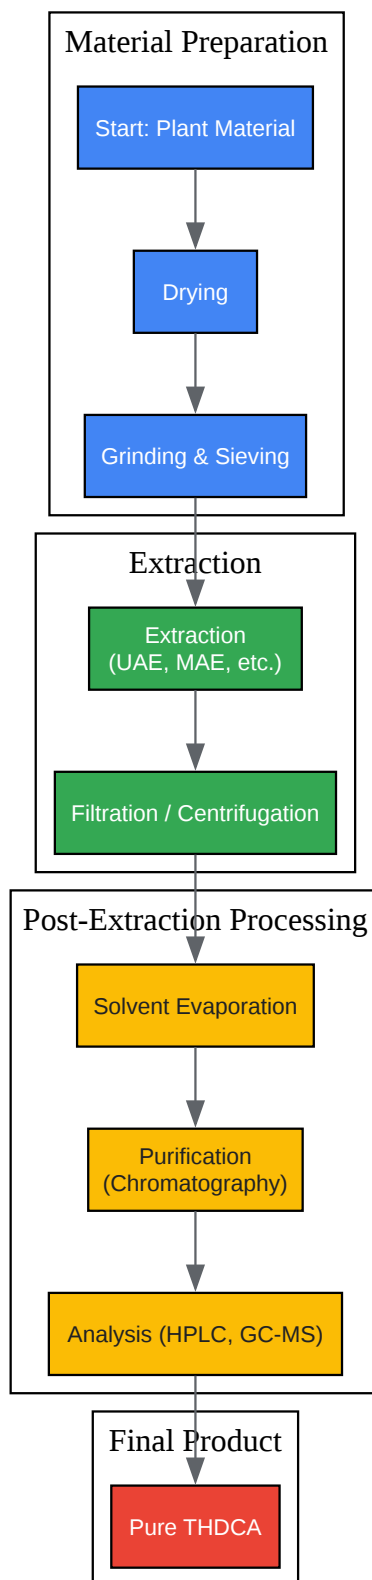 Material Preparation
Start: Plant Material
Drying
Grinding & Sieving
Extraction
Extraction
(UAE, MAE, etc.)
Filtration / Centrifugation
Post-Extraction Processing
Solvent Evaporation
Purification
(Chromatography)
Analysis (HPLC, GC-MS)
Final Product
Pure THDCA